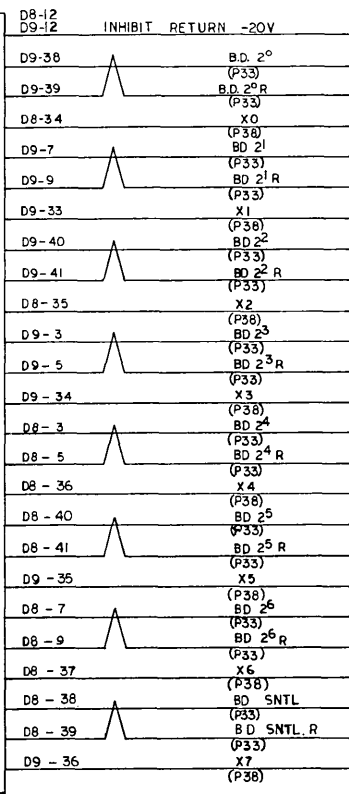 D8-12
D9-12 INHIBIT RETURN -20V
D9-38 B.D. 2⁰
(P33)
D9-39 B.D. 2⁰ R
(P33)
D8-34 X0
(P38)
D9-7 BD 2¹
(P33)
D9-9 BD 2¹ R
(P33)
D9-33 X1
(P38)
D9-40 BD 2²
(P33)
D9-41 BD 2² R
(P33)
D8-35 X2
(P38)
D9-3 BD 2³
(P33)
D9-5 BD 2³ R
(P33)
D9-34 X3
(P38)
D8-3 BD 2⁴
(P33)
D8-5 BD 2⁴ R
(P33)
D8-36 X4
(P38)
D8-40 BD 2⁵
(P33)
D8-41 BD 2⁵ R
(P33)
D9-35 X5
(P38)
D8-7 BD 2⁶
(P33)
D8-9 BD 2⁶ R
(P33)
D8-37 X6
(P38)
D8-38 BD SNTL
(P33)
D8-39 BD SNTL. R
(P33)
D9-36 X7
(P38)